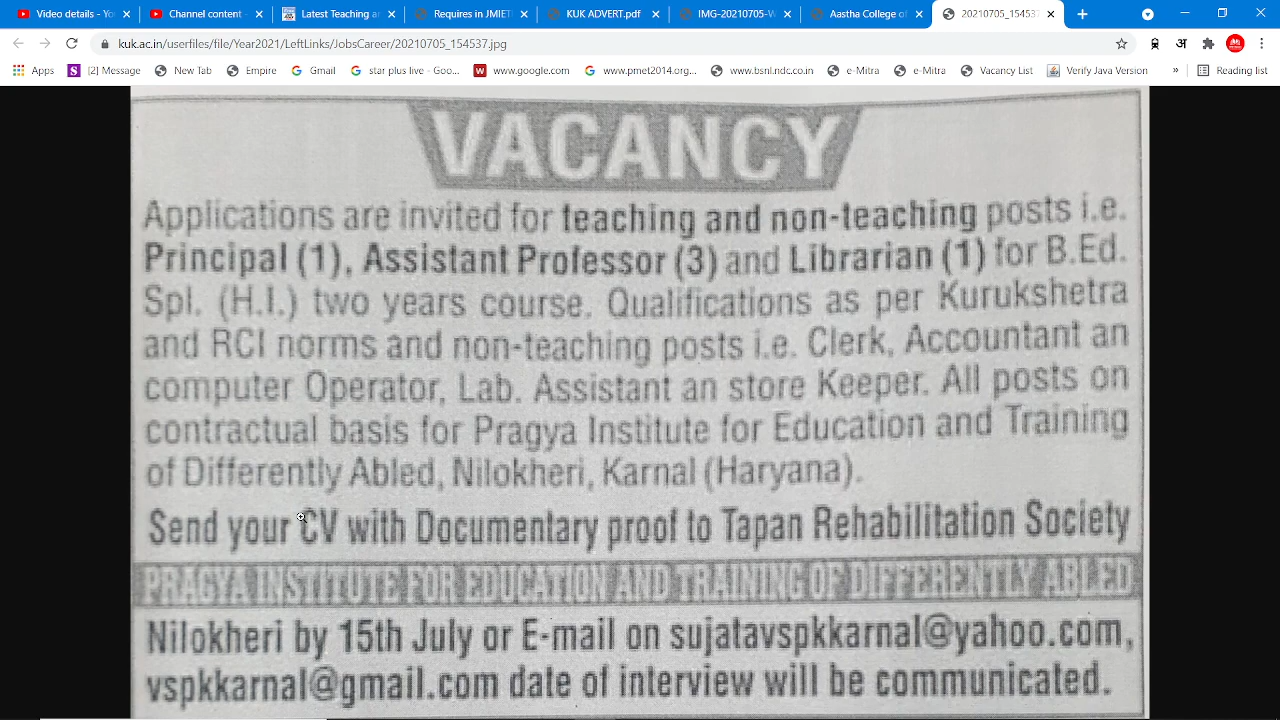 Video details - Yo
Channel content -
Latest Teaching an
Requires in JMIET
KUK ADVERT.pdf
IMG-20210705-W
Aastha College of
20210705_154537
kuk.ac.in/userfiles/file/Year2021/LeftLinks/JobsCareer/20210705_154537.jpg
Apps
[2] Message
New Tab
Empire
Gmail
star plus live - Goo...
www.google.com
www.pmet2014.org...
www.bsnl.ndc.co.in
e-Mitra
e-Mitra
Vacancy List
Verify Java Version
»
Reading list
VACANCY
Applications are invited for teaching and non-teaching posts i.e.
Principal (1), Assistant Professor (3) and Librarian (1) for B.Ed.
Spl. (H.I.) two years course. Qualifications as per Kurukshetra
and RCI norms and non-teaching posts i.e. Clerk, Accountant an
computer Operator, Lab. Assistant an store Keeper. All posts on
contractual basis for Pragya Institute for Education and Training
of Differently Abled, Nilokheri, Karnal (Haryana).
Send your CV with Documentary proof to Tapan Rehabilitation Society
PRAGYA INSTITUTE FOR EDUCATION AND TRAINING OF DIFFERENTLY ABLED
Nilokheri by 15th July or E-mail on sujatavspkkarnal@yahoo.com,
vspkkarnal@gmail.com date of interview will be communicated.